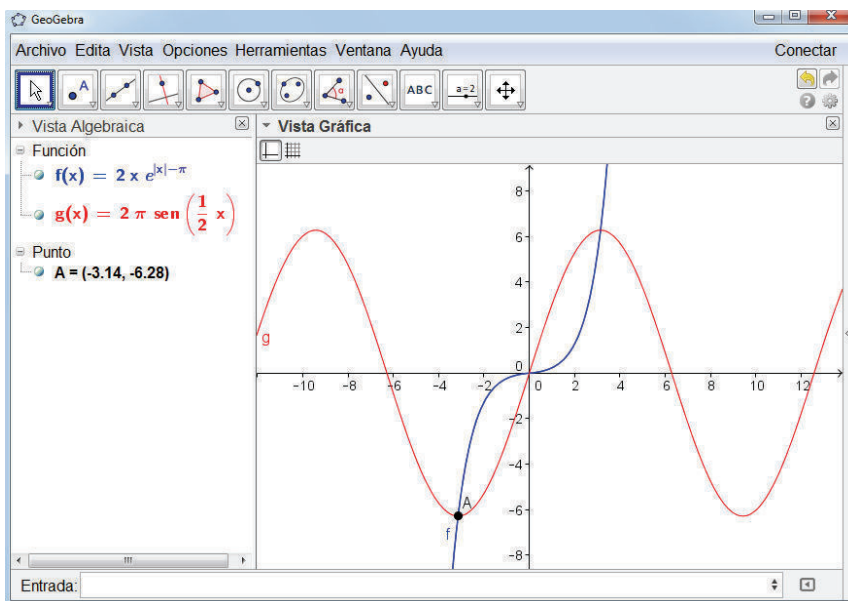 GeoGebra
Archivo Edita Vista Opciones Herramientas Ventana Ayuda Conectar
A α ABC a=2
Vista Algebraica
Función
f(x) = 2 x e^{|x|−π}
g(x) = 2 π sen (1/2 x)
Punto
A = (-3.14, -6.28)
Vista Gráfica
8
6
4
2
0
−10 −8 −6 −4 −2 0 2 4 6 8 10 12
−2
−4
−6
−8
g
A
f
Entrada: